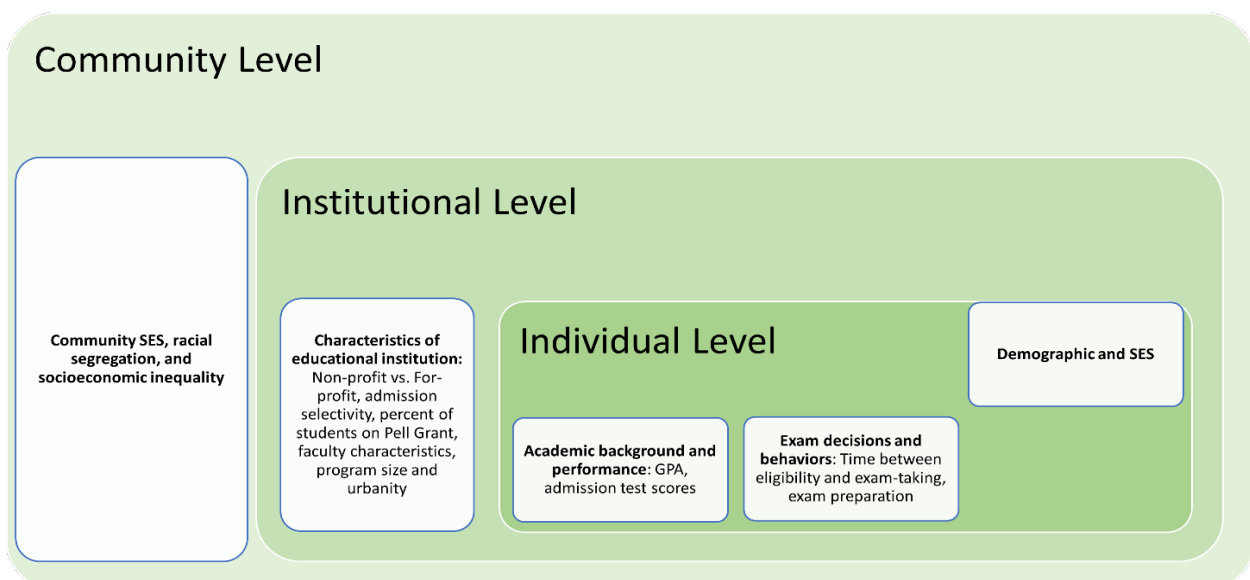 Community Level
Institutional Level
Community SES, racial
segregation, and
socioeconomic inequality
Characteristics of
educational institution:
Non-profit vs. For-
profit, admission
selectivity, percent of
students on Pell Grant,
faculty characteristics,
program size and
urbanity
Individual Level
Demographic and SES
Academic background and
performance: GPA,
admission test scores
Exam decisions and
behaviors: Time between
eligibility and exam-taking,
exam preparation